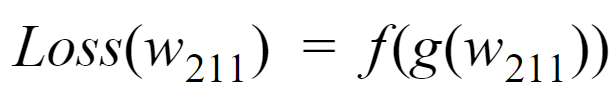 Loss(w₂₁₁) = f(g(w₂₁₁))